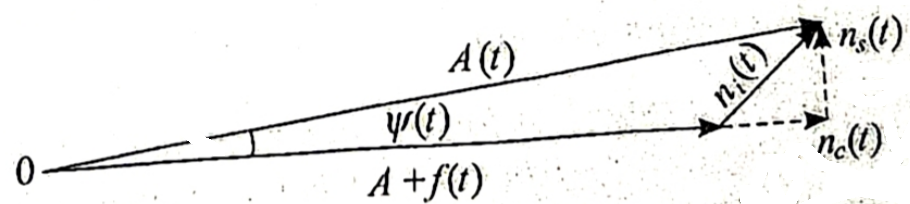 n_s(t)
A(t)
n_i(t)
ψ(t)
n_c(t)
0
A + f(t)